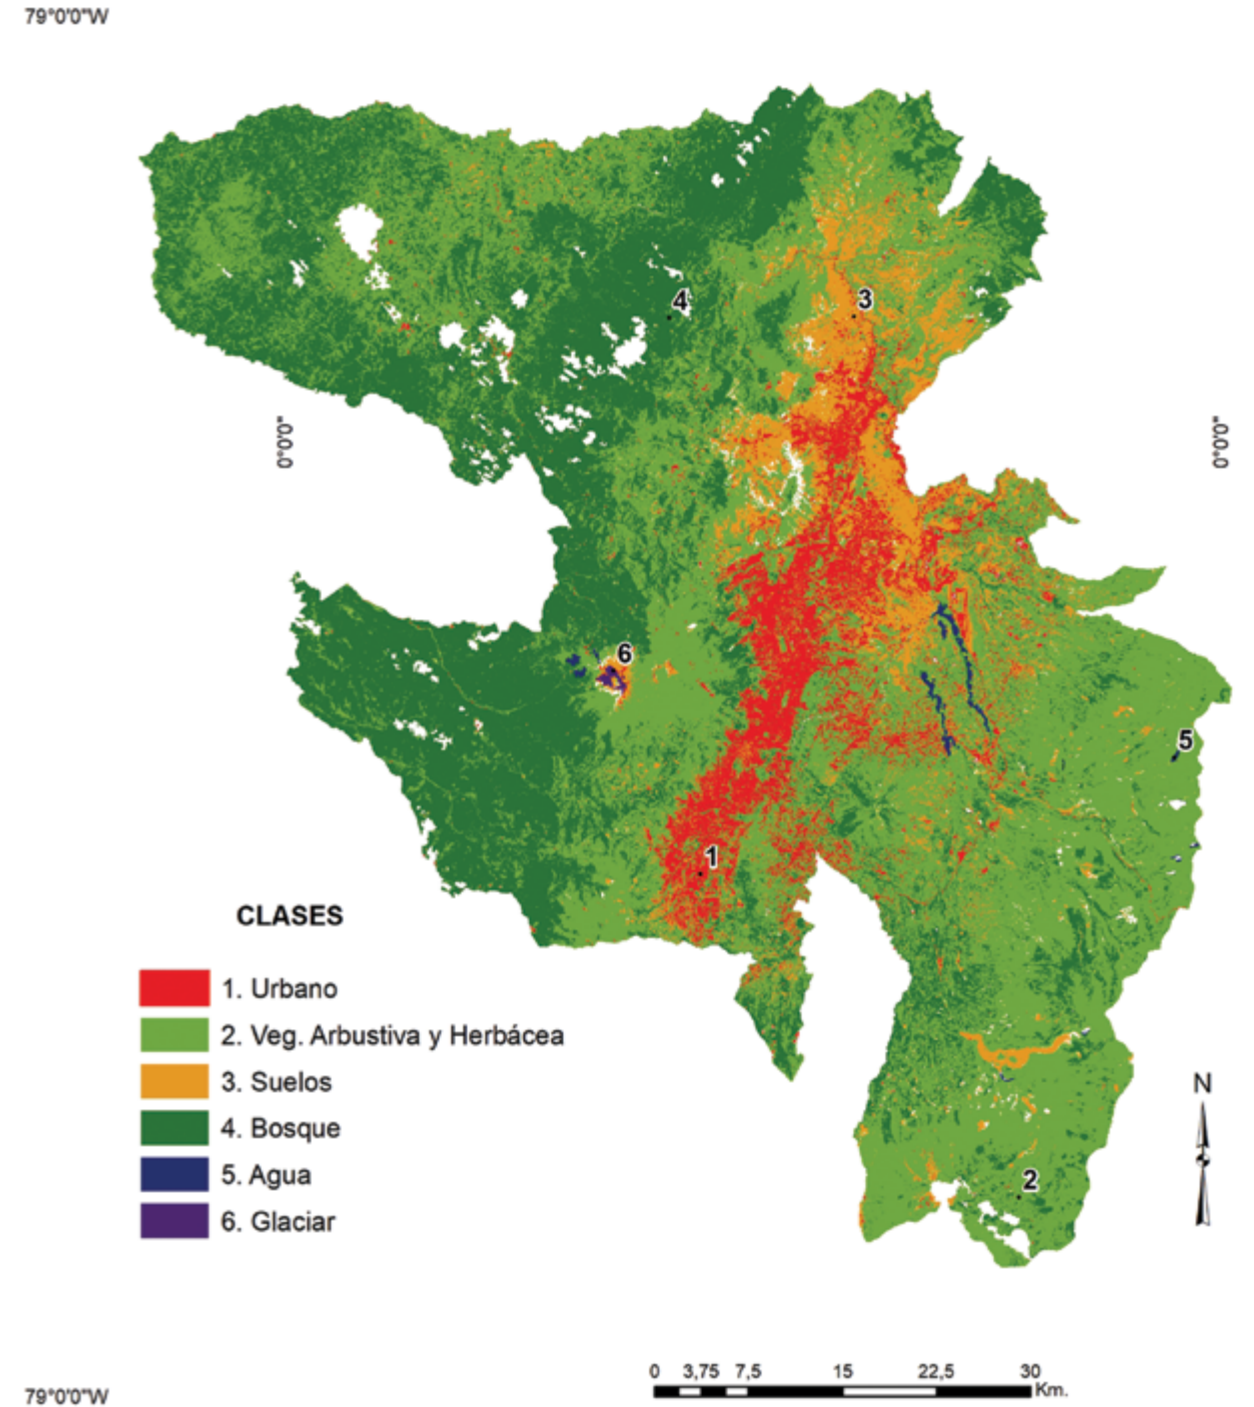 79°0'0"W
4
3
0°0'0"
0°0'0"
6
5
1
CLASES
1. Urbano
2. Veg. Arbustiva y Herbácea
3. Suelos
4. Bosque
5. Agua
6. Glaciar
N
2
0 3,75 7,5 15 22,5 30
Km.
79°0'0"W